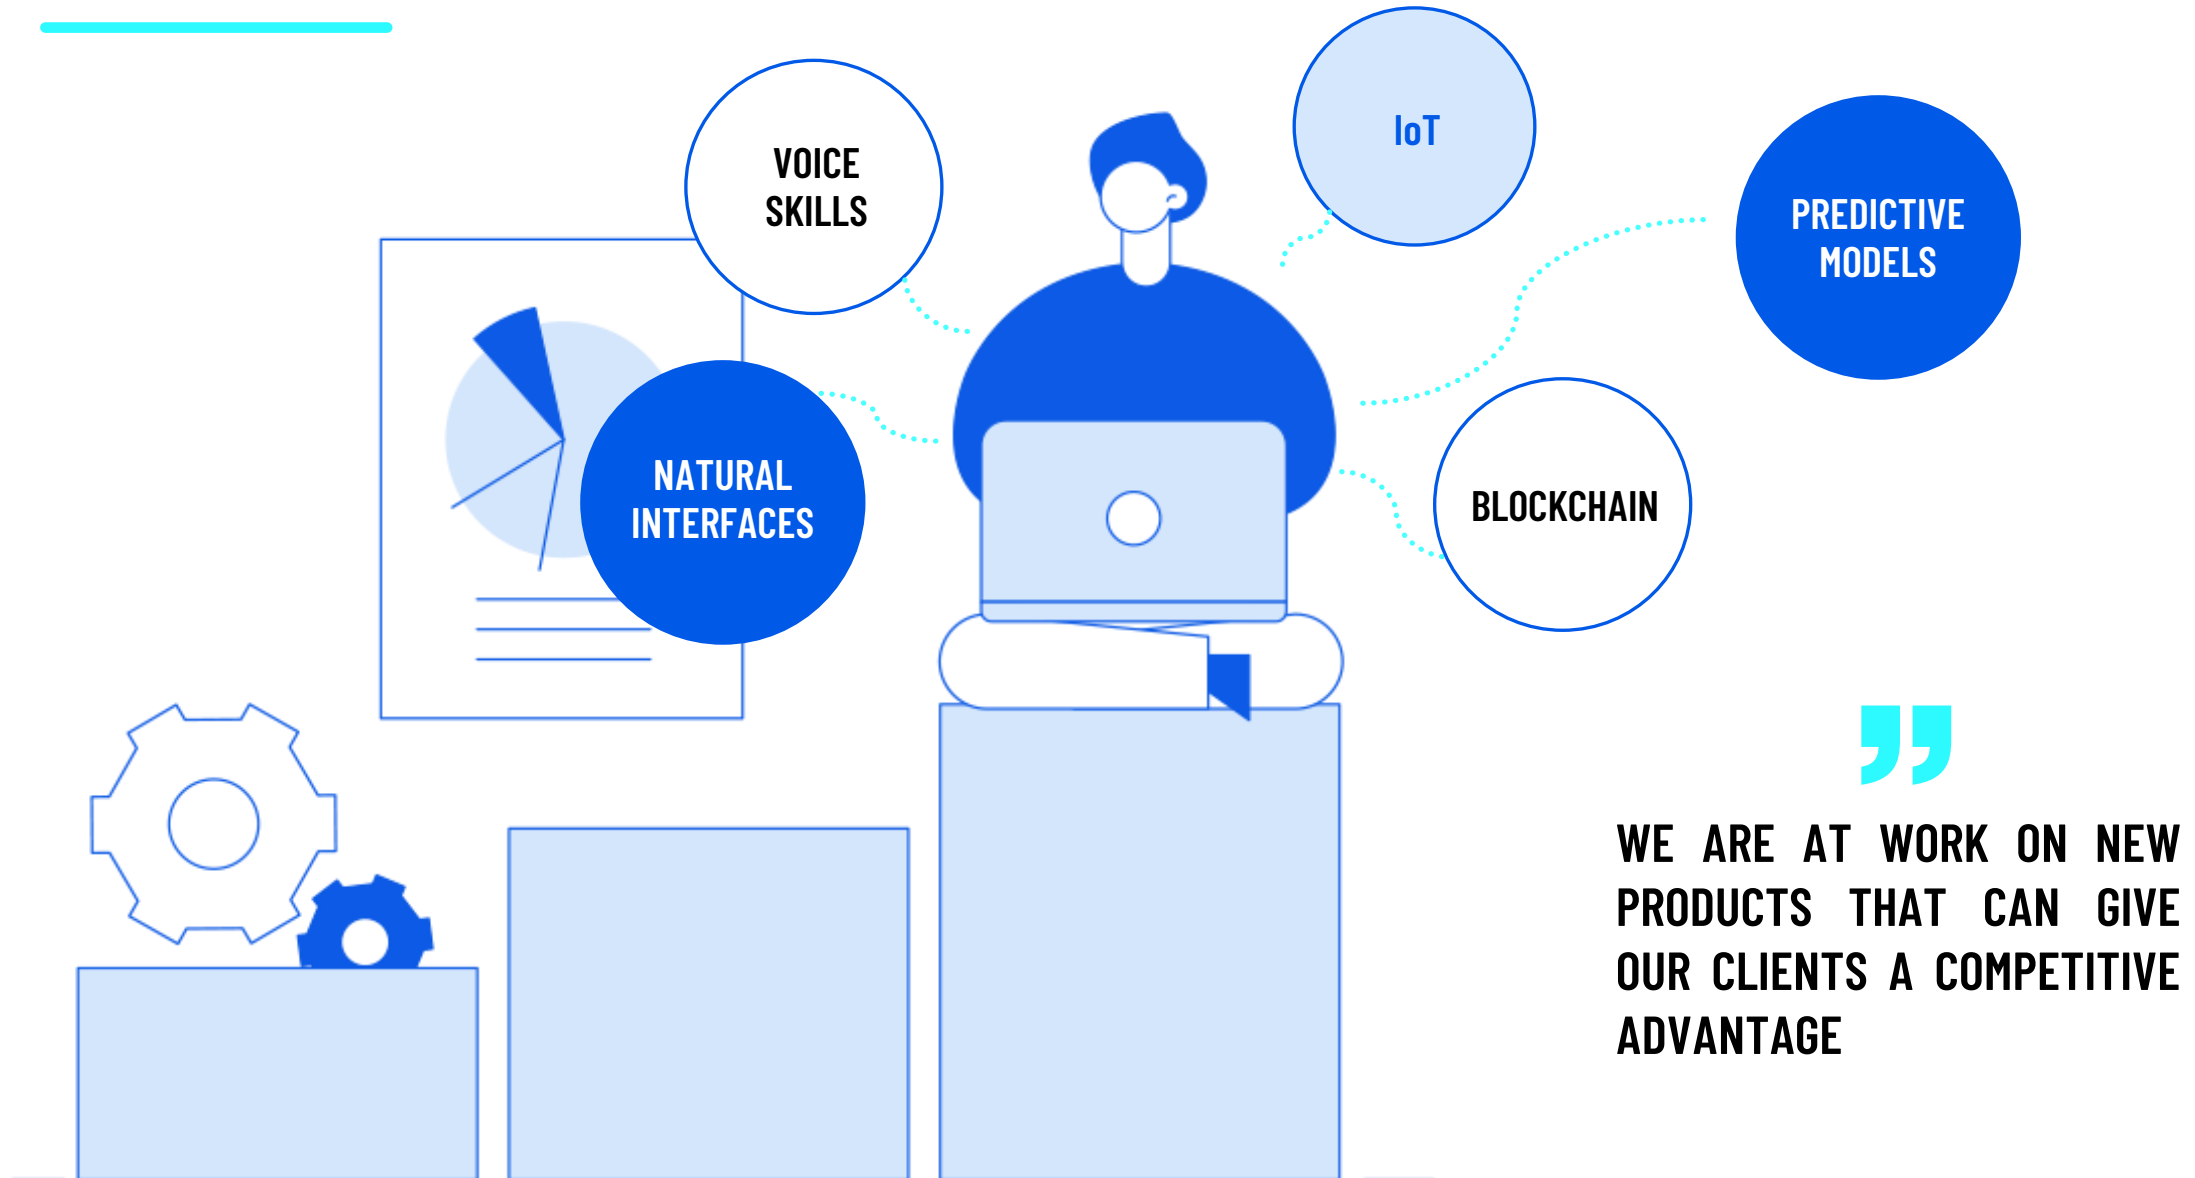 VOICE
SKILLS
IoT
PREDICTIVE
MODELS
NATURAL
INTERFACES
BLOCKCHAIN
”
WE ARE AT WORK ON NEW
PRODUCTS THAT CAN GIVE
OUR CLIENTS A COMPETITIVE
ADVANTAGE